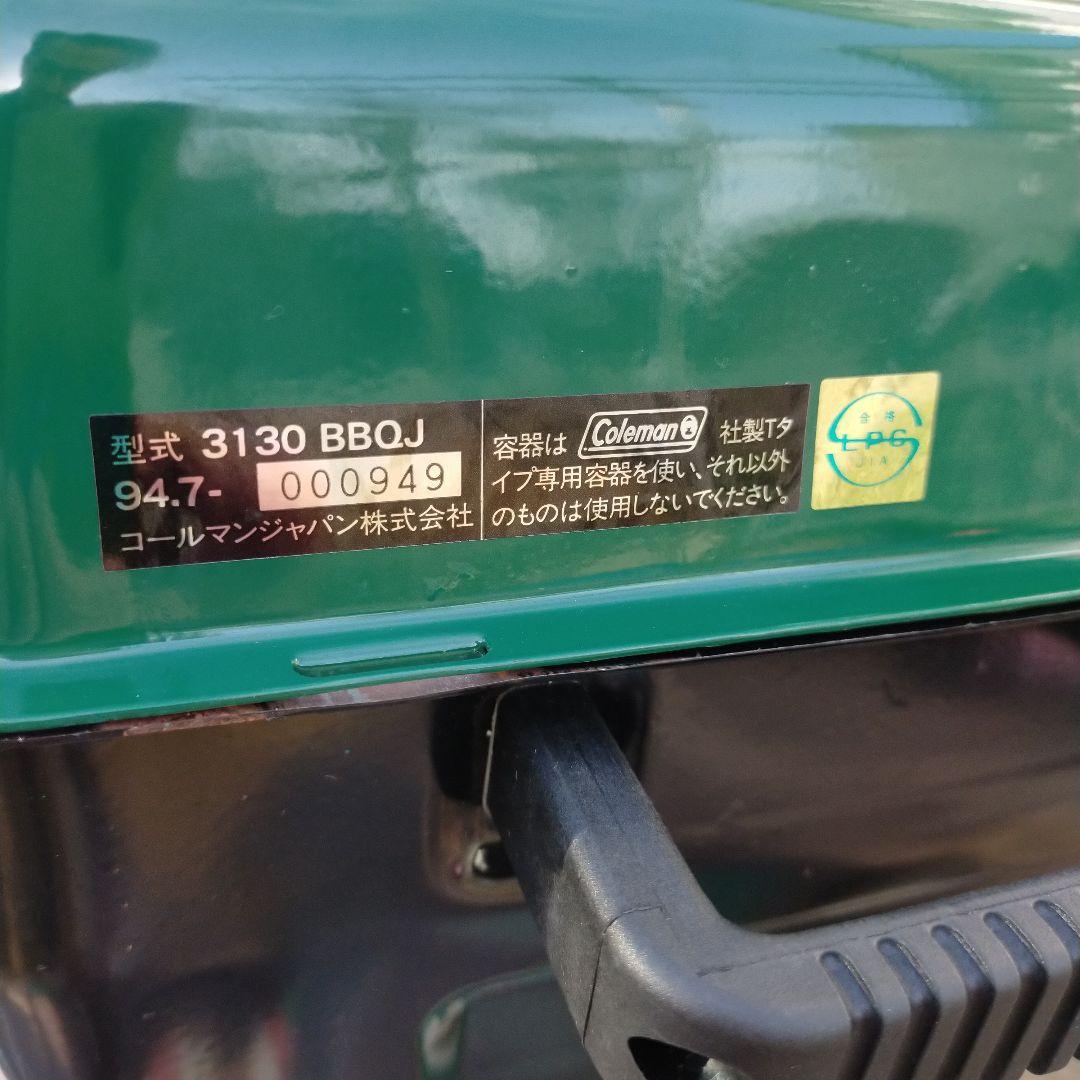 型式 3130 BBQJ
94.7- 000949
コールマンジャパン株式会社
容器は Coleman 社製Tタ
イプ専用容器を使い、それ以外
のものは使用しないでください。
合格
LPG
JIA